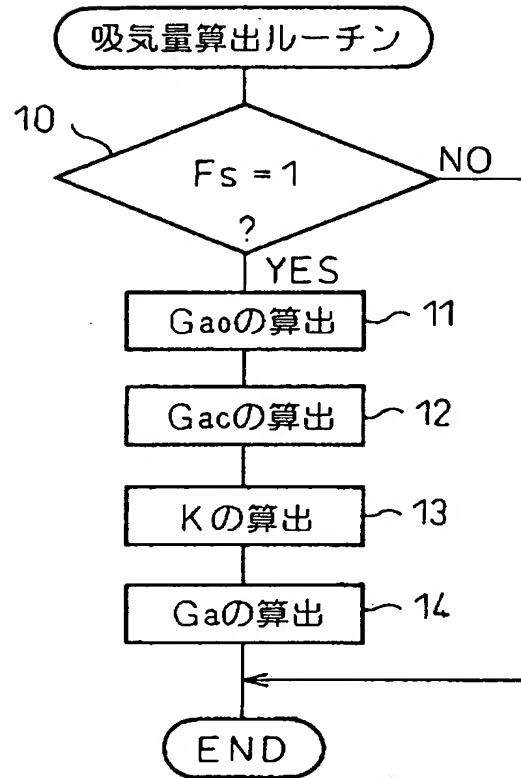 吸気量算出ルーチン
10
Fs = 1
?
NO
YES
Gaoの算出
11
Gacの算出
12
Kの算出
13
Gaの算出
14
END